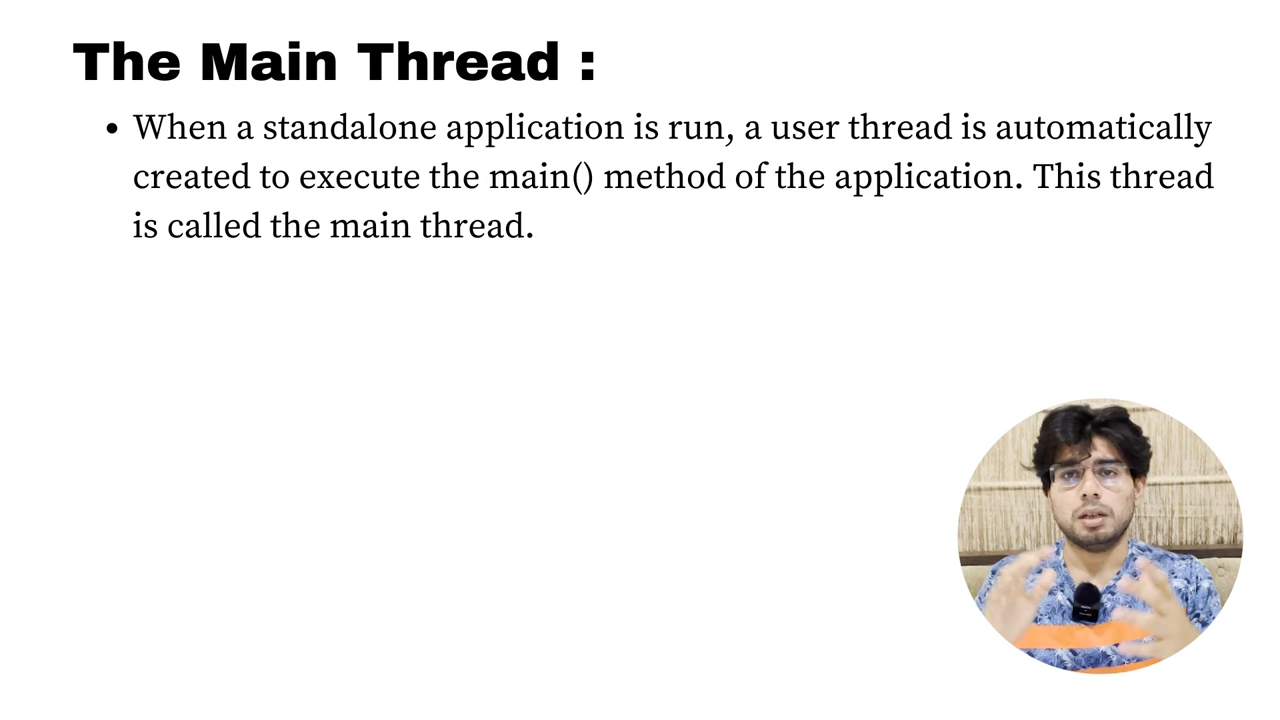 The Main Thread :
• When a standalone application is run, a user thread is automatically
created to execute the main() method of the application. This thread
is called the main thread.